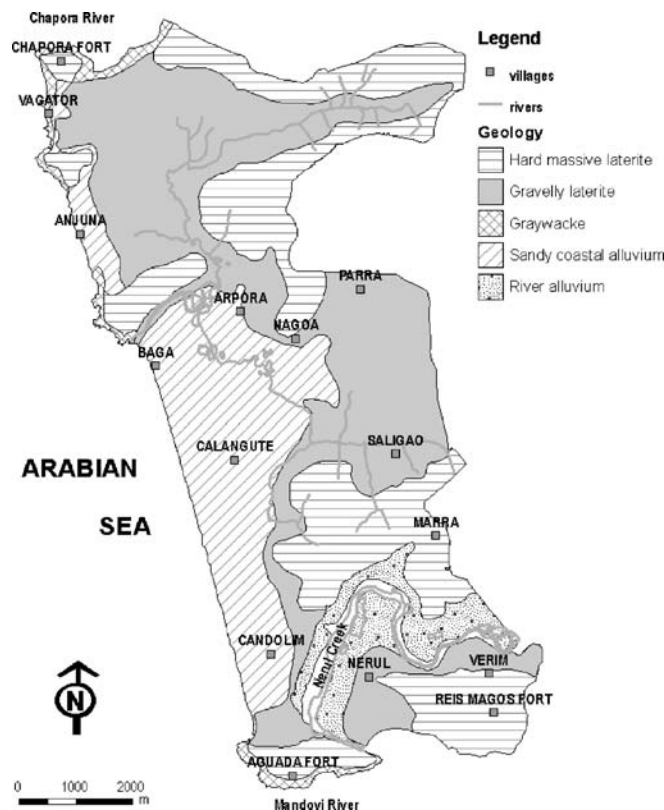 Chapora River
CHAPORA FORT
VAGATOR
ANJUNA
ARPORA
PARRA
NAGOA
BAGA
CALANGUTE
SALIGAO
ARABIAN
SEA
MARRA
CANDOLIM
Nerul Creek
NERUL
VERIM
REIS MAGOS FORT
AGUADA FORT
Mandovi River
N
0 1000 2000
m
Legend
villages
rivers
Geology
Hard massive laterite
Gravelly laterite
Graywacke
Sandy coastal alluvium
River alluvium